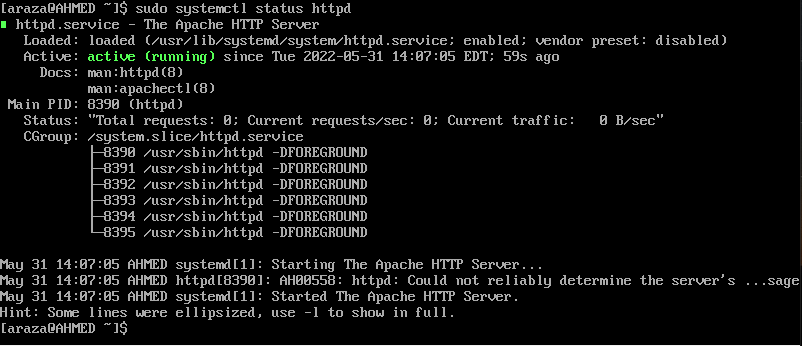 [araza@AHMED ~]$ sudo systemctl status httpd
● httpd.service - The Apache HTTP Server
   Loaded: loaded (/usr/lib/systemd/system/httpd.service; enabled; vendor preset: disabled)
   Active: active (running) since Tue 2022-05-31 14:07:05 EDT; 59s ago
     Docs: man:httpd(8)
           man:apachectl(8)
 Main PID: 8390 (httpd)
   Status: "Total requests: 0; Current requests/sec: 0; Current traffic:   0 B/sec"
   CGroup: /system.slice/httpd.service
           ├─8390 /usr/sbin/httpd -DFOREGROUND
           ├─8391 /usr/sbin/httpd -DFOREGROUND
           ├─8392 /usr/sbin/httpd -DFOREGROUND
           ├─8393 /usr/sbin/httpd -DFOREGROUND
           ├─8394 /usr/sbin/httpd -DFOREGROUND
           └─8395 /usr/sbin/httpd -DFOREGROUND
May 31 14:07:05 AHMED systemd[1]: Starting The Apache HTTP Server...
May 31 14:07:05 AHMED httpd[8390]: AH00558: httpd: Could not reliably determine the server's ...sage
May 31 14:07:05 AHMED systemd[1]: Started The Apache HTTP Server.
Hint: Some lines were ellipsized, use -l to show in full.
[araza@AHMED ~]$